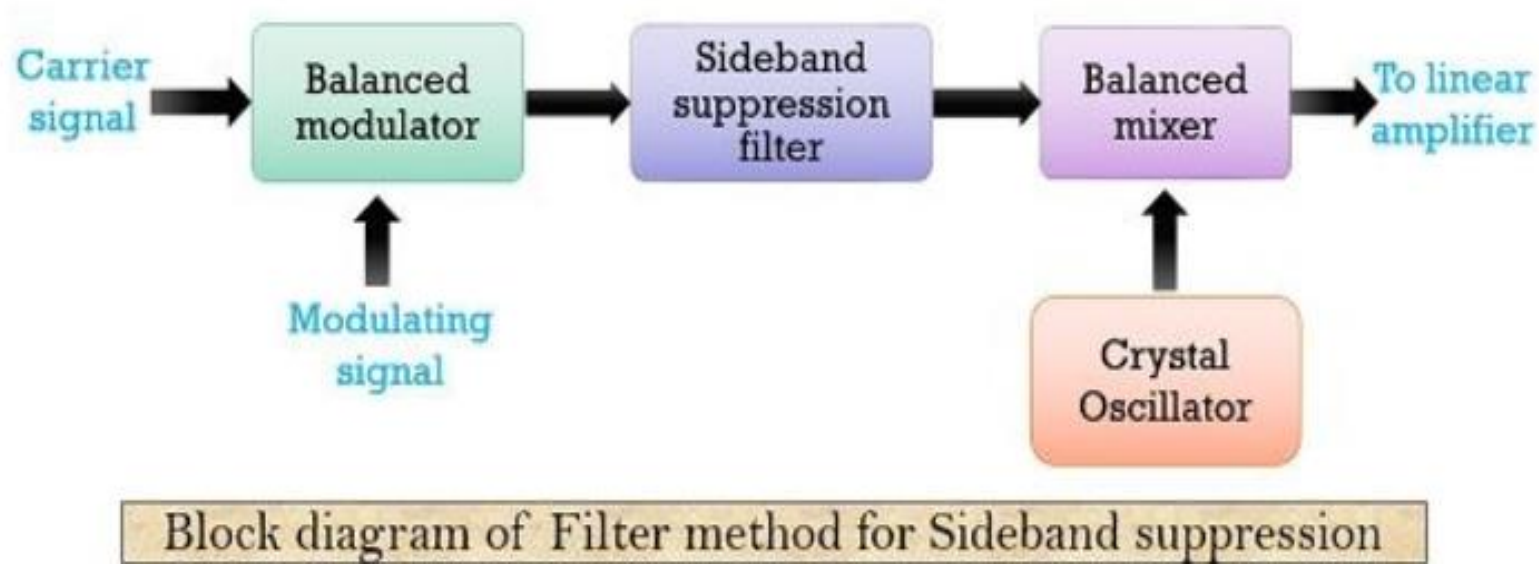 Carrier
signal
Balanced
modulator
Sideband
suppression
filter
Balanced
mixer
To linear
amplifier
Modulating
signal
Crystal
Oscillator
Block diagram of Filter method for Sideband suppression